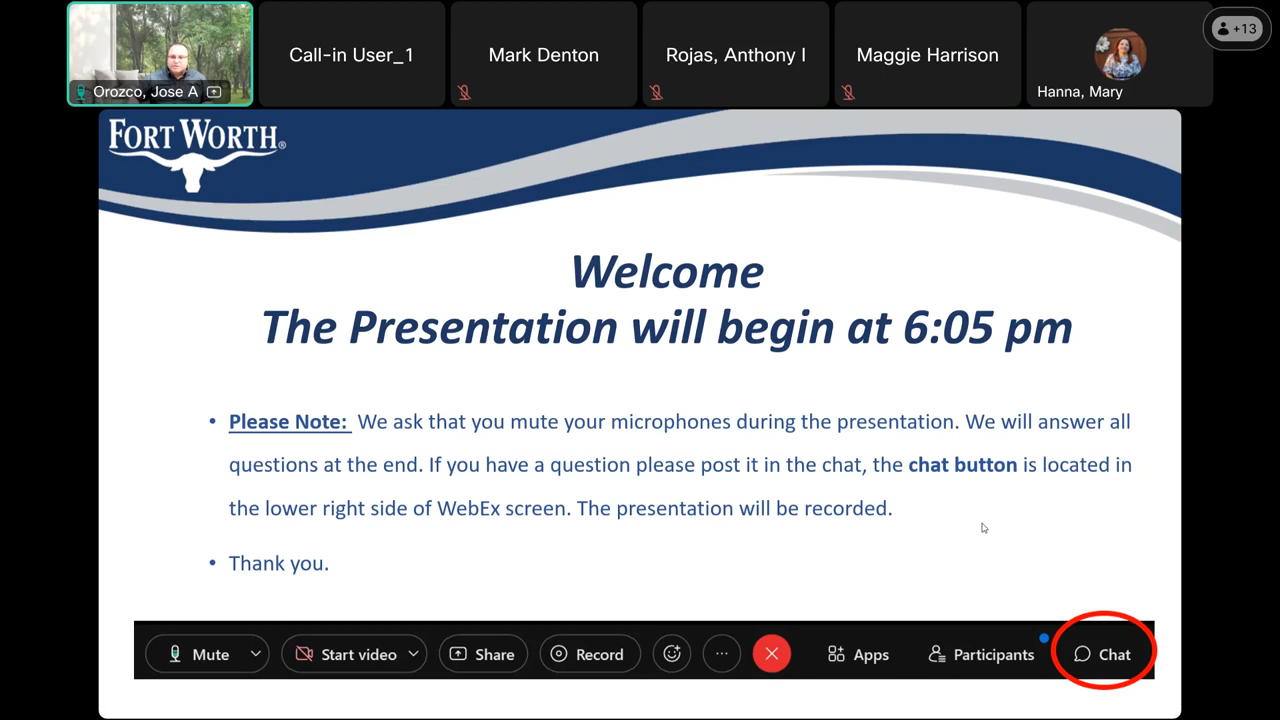 Orozco, Jose A
Call-in User_1
Mark Denton
Rojas, Anthony I
Maggie Harrison
Hanna, Mary
+13
FORT WORTH®
Welcome
The Presentation will begin at 6:05 pm
• Please Note: We ask that you mute your microphones during the presentation. We will answer all
questions at the end. If you have a question please post it in the chat, the chat button is located in
the lower right side of WebEx screen. The presentation will be recorded.
• Thank you.
Mute
Start video
Share
Record
Apps
Participants
Chat